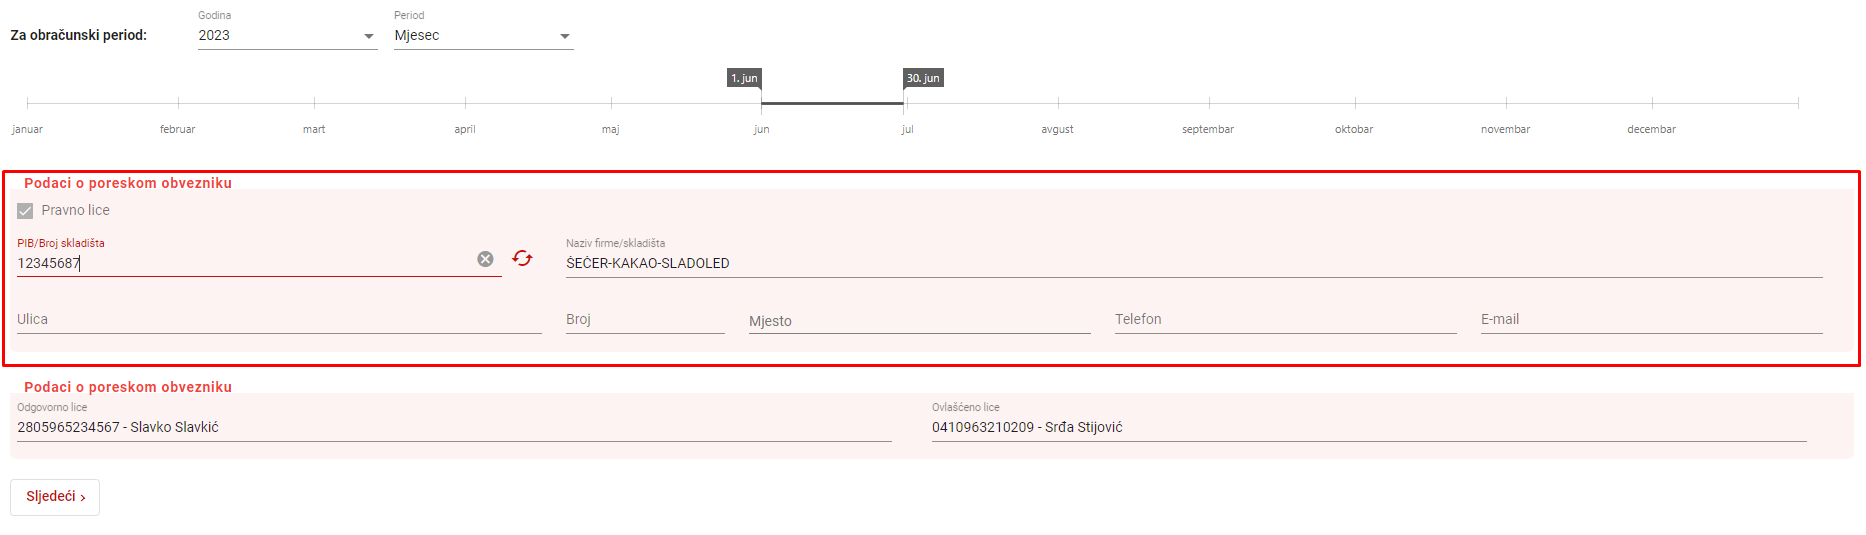 Godina Period
Za obračunski period: 2023 Mjesec
1. jun 30. jun
januar februar mart april maj jun jul avgust septembar oktobar novembar decembar
Podaci o poreskom obvezniku
Pravno lice
PIB/Broj skladišta Naziv firme/skladišta
12345687 ŠEĆER-KAKAO-SLADOLED
Ulica Broj Mjesto Telefon E-mail
Podaci o poreskom obvezniku
Odgovorno lice Ovlašćeno lice
2805965234567 - Slavko Slavkić 0410963210209 - Srđa Stijović
Sljedeći ›